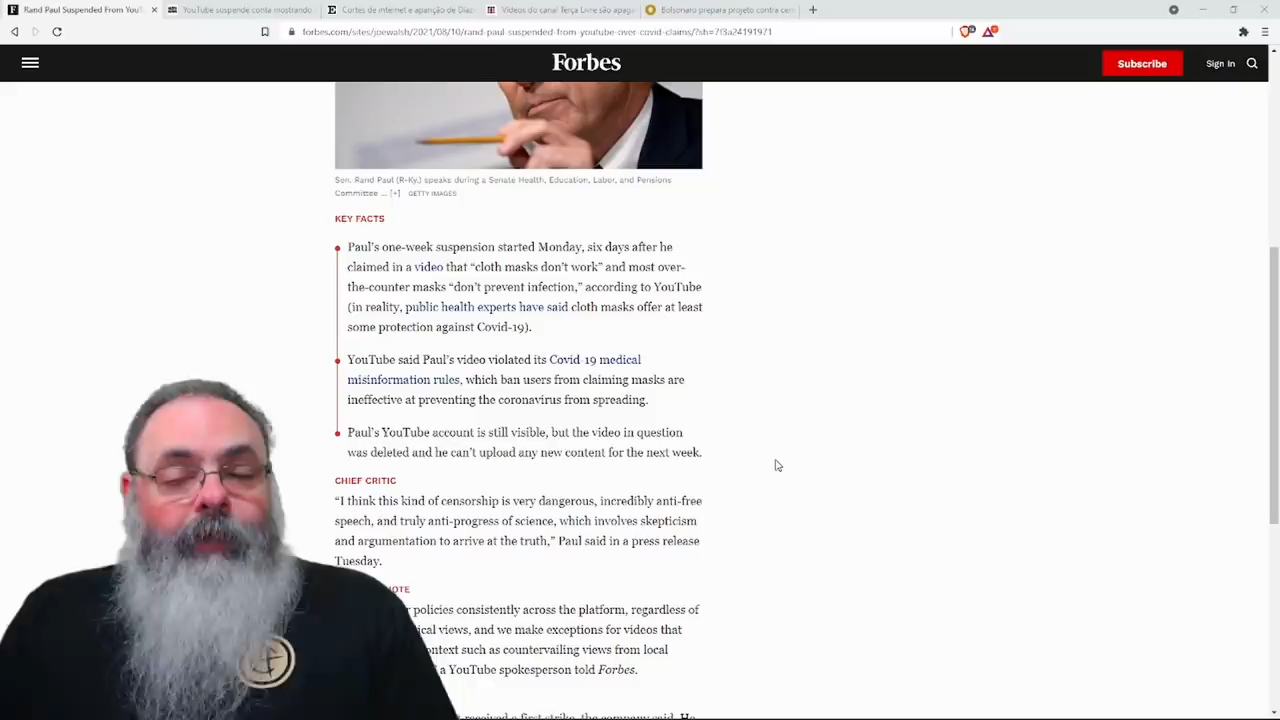 Rand Paul Suspended From You
YouTube suspende conta mostrando
Cortes de internet e aparição de Díaz
Vídeos do canal Terça Livre são apag
Bolsonaro prepara projeto contra cen
forbes.com/sites/joewalsh/2021/08/10/rand-paul-suspended-from-youtube-over-covid-claims/?sh=7f3a24191971
Forbes
Subscribe
Sign In
Sen. Rand Paul (R-Ky.) speaks during a Senate Health, Education, Labor, and Pensions
Committee ... [+] GETTY IMAGES
KEY FACTS
Paul's one-week suspension started Monday, six days after he
claimed in a video that “cloth masks don't work” and most over-
the-counter masks “don't prevent infection,” according to YouTube
(in reality, public health experts have said cloth masks offer at least
some protection against Covid-19).
YouTube said Paul's video violated its Covid-19 medical
misinformation rules, which ban users from claiming masks are
ineffective at preventing the coronavirus from spreading.
Paul's YouTube account is still visible, but the video in question
was deleted and he can't upload any new content for the next week.
CHIEF CRITIC
“I think this kind of censorship is very dangerous, incredibly anti-free
speech, and truly anti-progress of science, which involves skepticism
and argumentation to arrive at the truth,” Paul said in a press release
Tuesday.
OTE
policies consistently across the platform, regardless of
ical views, and we make exceptions for videos that
ntext such as countervailing views from local
a YouTube spokesperson told Forbes.
received a first strike, the company said. He